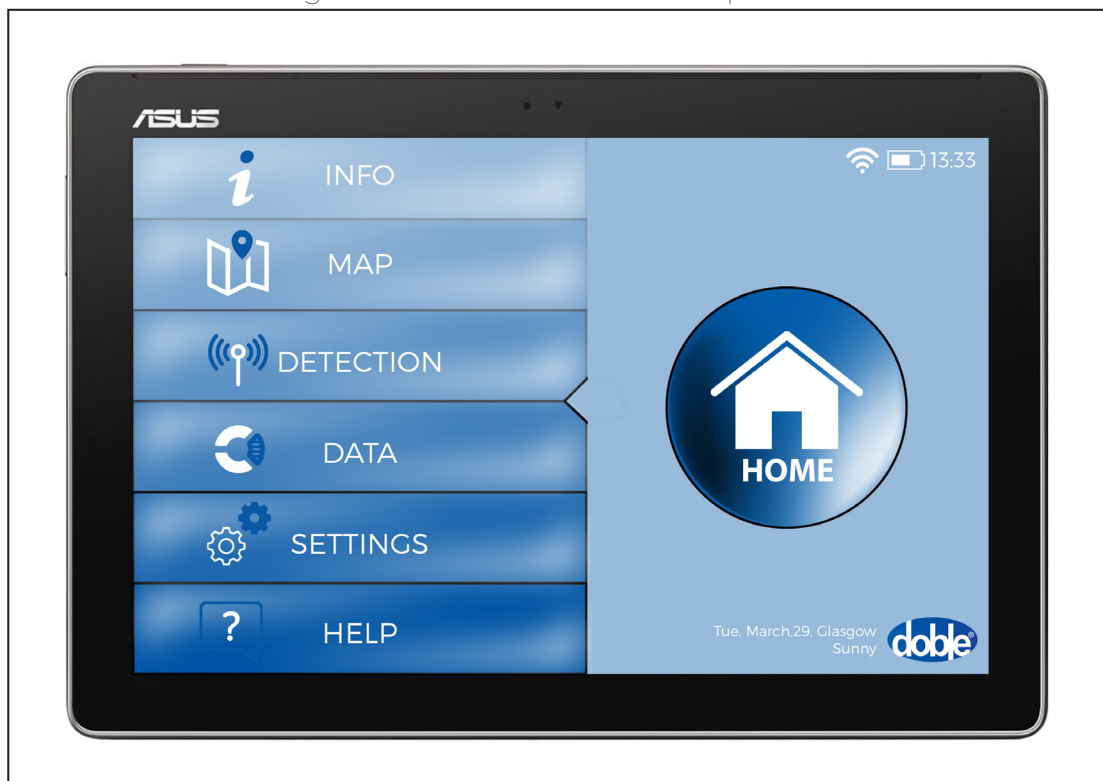 ASUS
INFO
MAP
DETECTION
DATA
SETTINGS
? HELP
13:33
HOME
Tue, March,29, Glasgow
Sunny
doble®